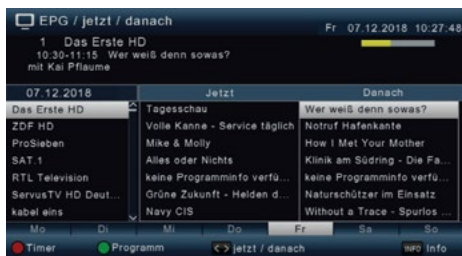 EPG / jetzt / danach
Fr 07.12.2018 10:27:48
1 Das Erste HD
10:30-11:15 Wer weiß denn sowas?
mit Kai Pflaume
07.12.2018 Jetzt Danach
Das Erste HD Tagesschau Wer weiß denn sowas?
ZDF HD Volle Kanne - Service täglich Notruf Hafenkante
ProSieben Mike & Molly How I Met Your Mother
SAT.1 Alles oder Nichts Klinik am Südring - Die Fa...
RTL Television keine Programminfo verfü... keine Programminfo verfü...
ServusTV HD Deut... Grüne Zukunft - Helden d... Naturschützer im Einsatz
kabel eins Navy CIS Without a Trace - Spurlos ...
Mo Di Mi Do Fr Sa So
Timer Programm <> jetzt / danach INFO Info